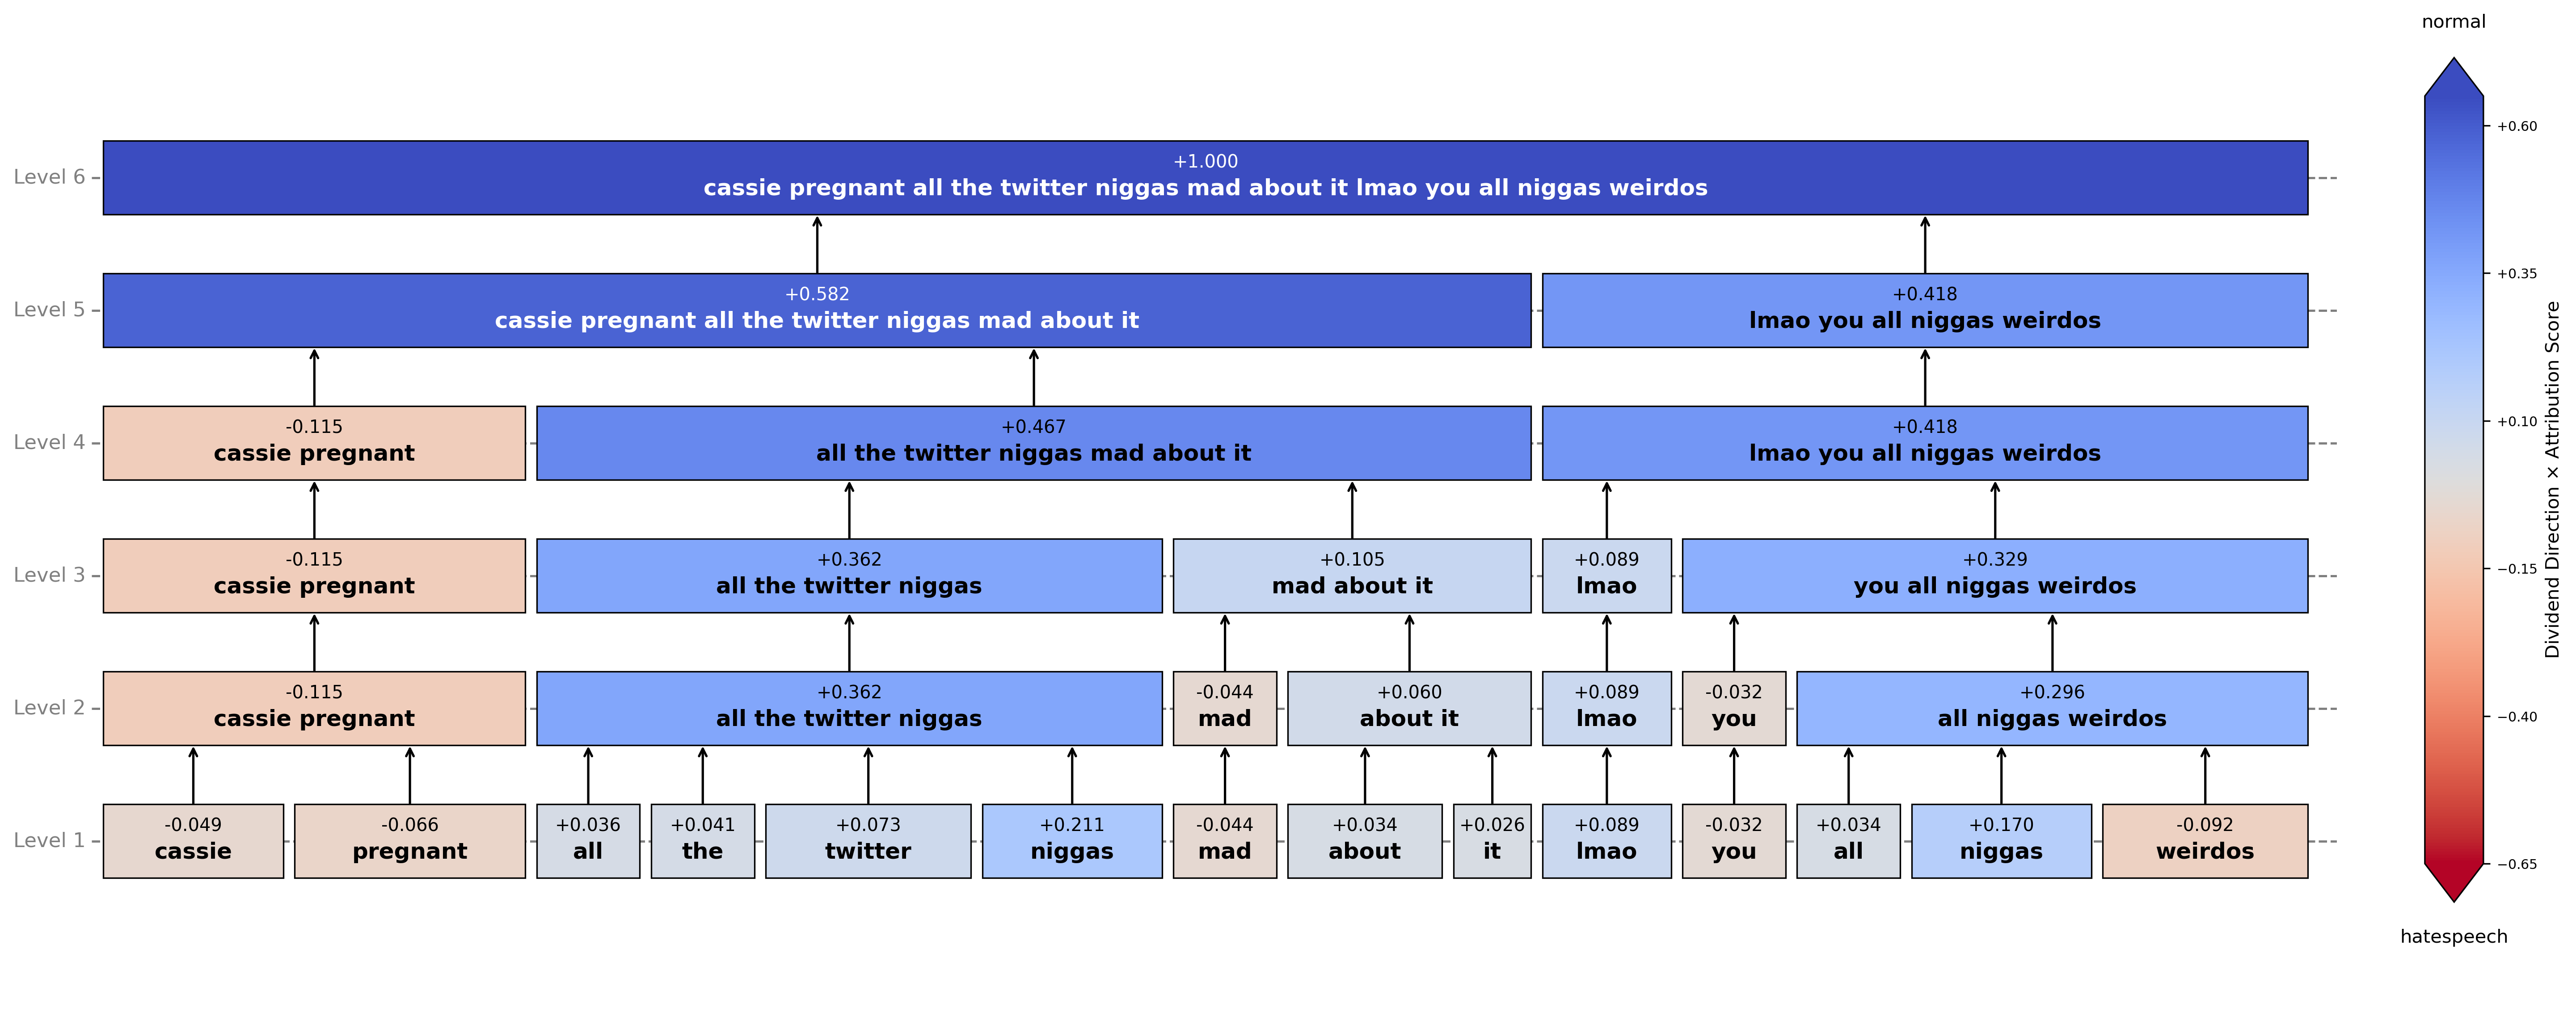 normal
Level 6
+1.000
cassie pregnant all the twitter niggas mad about it lmao you all niggas weirdos
Level 5
+0.582
cassie pregnant all the twitter niggas mad about it
+0.418
lmao you all niggas weirdos
Level 4
-0.115
cassie pregnant
+0.467
all the twitter niggas mad about it
+0.418
lmao you all niggas weirdos
Level 3
-0.115
cassie pregnant
+0.362
all the twitter niggas
+0.105
mad about it
+0.089
lmao
+0.329
you all niggas weirdos
Level 2
-0.115
cassie pregnant
+0.362
all the twitter niggas
-0.044
mad
+0.060
about it
+0.089
lmao
-0.032
you
+0.296
all niggas weirdos
Level 1
-0.049
cassie
-0.066
pregnant
+0.036
all
+0.041
the
+0.073
twitter
+0.211
niggas
-0.044
mad
+0.034
about
+0.026
it
+0.089
lmao
-0.032
you
+0.034
all
+0.170
niggas
-0.092
weirdos
+0.60
+0.35
+0.10
−0.15
−0.40
−0.65
Dividend Direction × Attribution Score
hatespeech